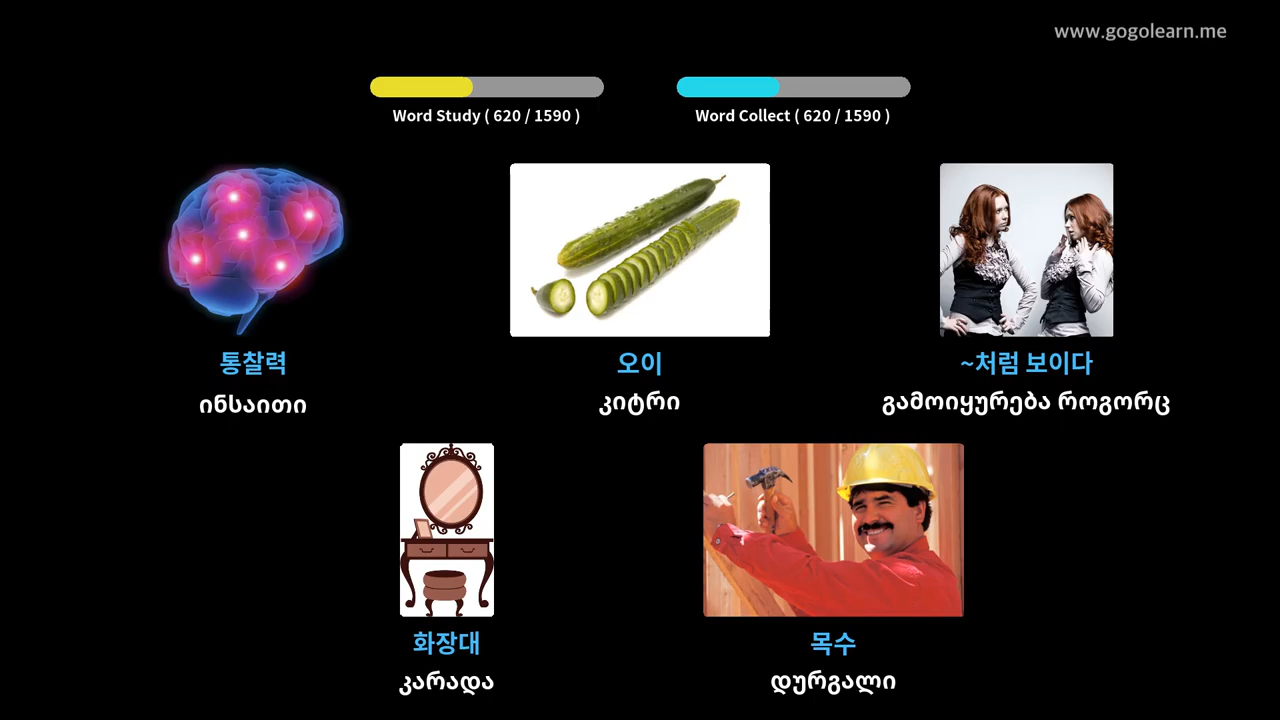 www.gogolearn.me
Word Study ( 620 / 1590 )
Word Collect ( 620 / 1590 )
통찰력
ინსაითი
오이
კიტრი
~처럼 보이다
გამოიყურება როგორც
화장대
კარადა
목수
დურგალი